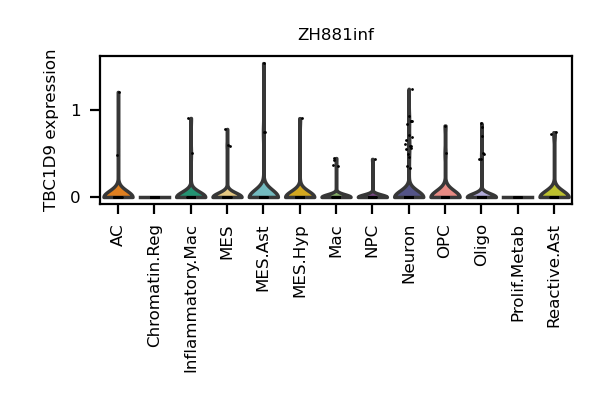 ZH881inf
TBC1D9 expression
1
0
AC
Chromatin.Reg
Inflammatory.Mac
MES
MES.Ast
MES.Hyp
Mac
NPC
Neuron
OPC
Oligo
Prolif.Metab
Reactive.Ast